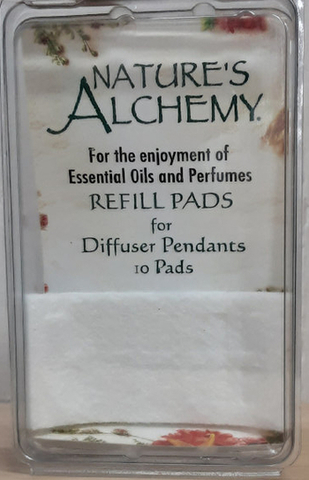 NATURE'S
ALCHEMY.
For the enjoyment of
Essential Oils and Perfumes
REFILL PADS
for
Diffuser Pendants
10 Pads